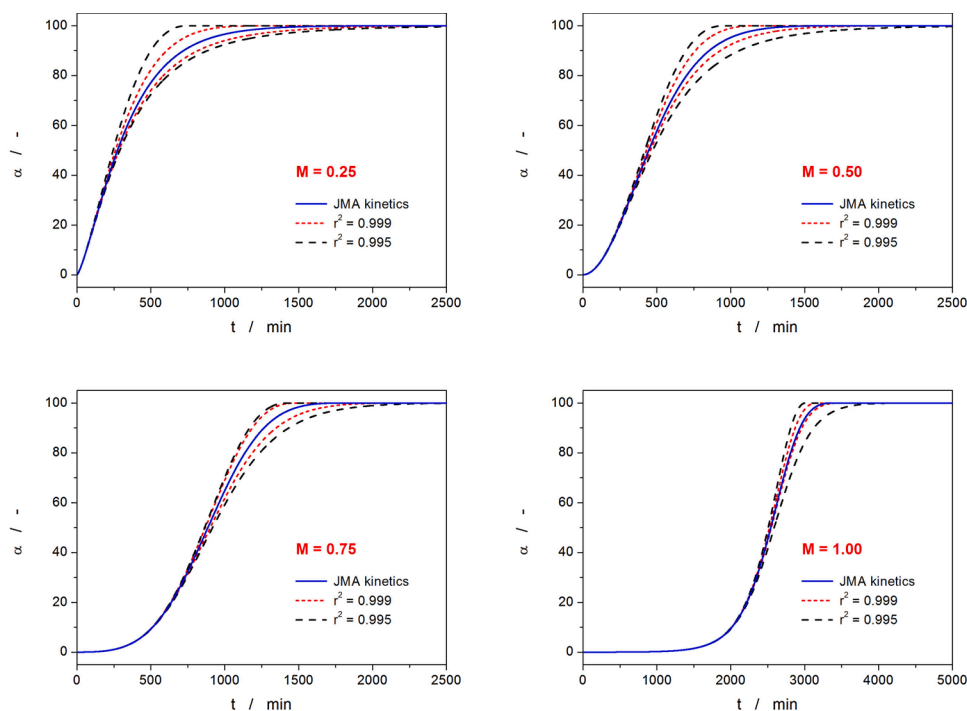 100
80
60
40
20
0
α / -
M = 0.25
JMA kinetics
r² = 0.999
r² = 0.995
0 500 1000 1500 2000 2500
t / min
100
80
60
40
20
0
α / -
M = 0.50
JMA kinetics
r² = 0.999
r² = 0.995
0 500 1000 1500 2000 2500
t / min
100
80
60
40
20
0
α / -
M = 0.75
JMA kinetics
r² = 0.999
r² = 0.995
0 500 1000 1500 2000 2500
t / min
100
80
60
40
20
0
α / -
M = 1.00
JMA kinetics
r² = 0.999
r² = 0.995
0 1000 2000 3000 4000 5000
t / min